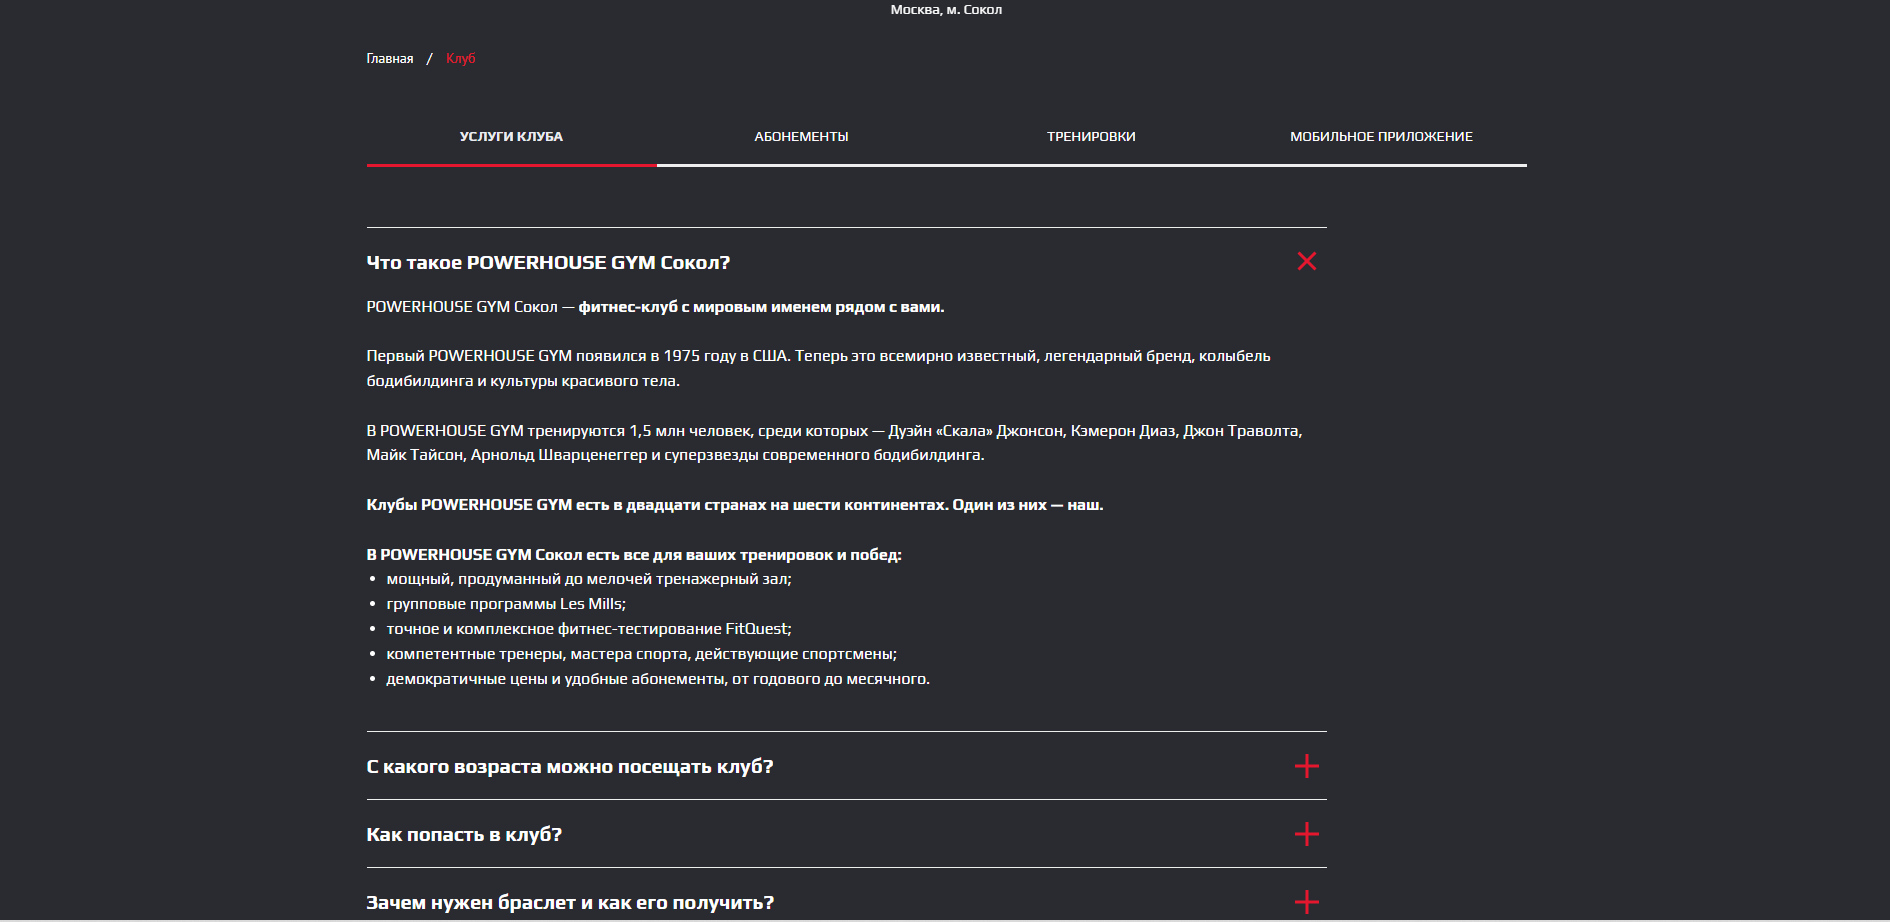 Москва, м. Сокол
Главная / Клуб
УСЛУГИ КЛУБА АБОНЕМЕНТЫ ТРЕНИРОВКИ МОБИЛЬНОЕ ПРИЛОЖЕНИЕ
Что такое POWERHOUSE GYM Сокол?
POWERHOUSE GYM Сокол — фитнес-клуб с мировым именем рядом с вами.
Первый POWERHOUSE GYM появился в 1975 году в США. Теперь это всемирно известный, легендарный бренд, колыбель
бодибилдинга и культуры красивого тела.
В POWERHOUSE GYM тренируются 1,5 млн человек, среди которых — Дуэйн «Скала» Джонсон, Кэмерон Диаз, Джон Траволта,
Майк Тайсон, Арнольд Шварценеггер и суперзвезды современного бодибилдинга.
Клубы POWERHOUSE GYM есть в двадцати странах на шести континентах. Один из них — наш.
В POWERHOUSE GYM Сокол есть все для ваших тренировок и побед:
• мощный, продуманный до мелочей тренажерный зал;
• групповые программы Les Mills;
• точное и комплексное фитнес-тестирование FitQuest;
• компетентные тренеры, мастера спорта, действующие спортсмены;
• демократичные цены и удобные абонементы, от годового до месячного.
С какого возраста можно посещать клуб?
Как попасть в клуб?
Зачем нужен браслет и как его получить?